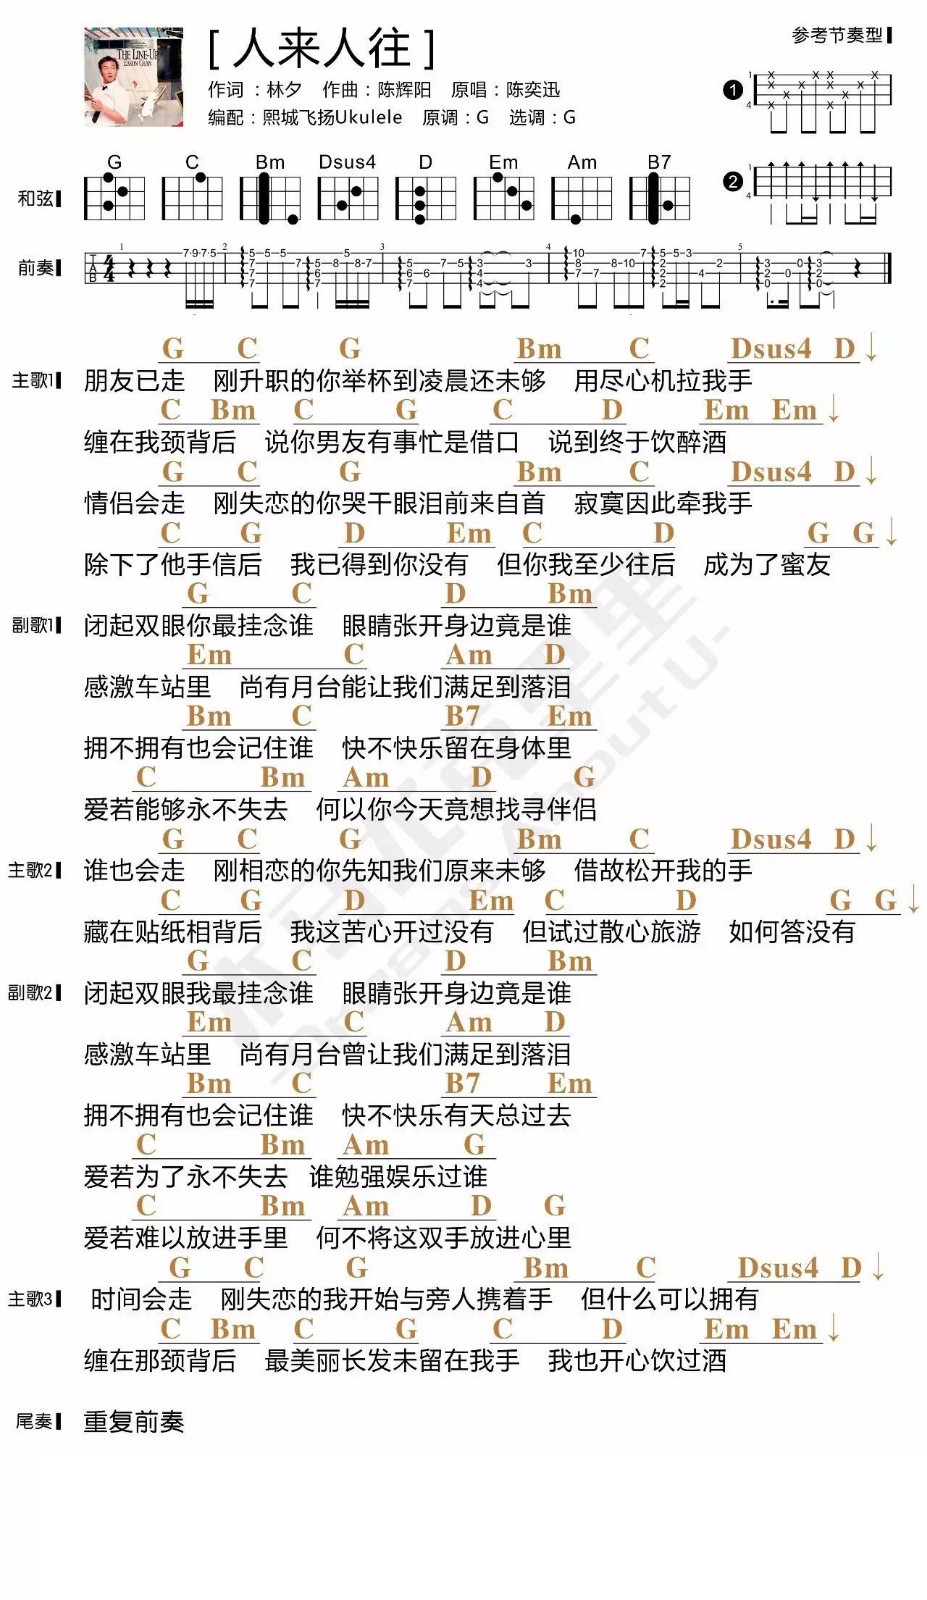 THE LINE-UP
EASON CHAN
[ 人来人往 ]
作词 : 林夕 作曲 : 陈辉阳 原唱 : 陈奕迅
编配 : 熙城飞扬Ukulele 原调 : G 选调 : G
参考节奏型
1
2
和弦 G C Bm Dsus4 D Em Am B7
前奏
G C G Bm C Dsus4 D↓
主歌1 朋友已走 刚升职的你举杯到凌晨还未够 用尽心机拉我手
C Bm C G C D Em Em↓
缠在我颈背后 说你男友有事忙是借口 说到终于饮醉酒
G C G Bm C Dsus4 D↓
情侣会走 刚失恋的你哭干眼泪前来自首 寂寞因此牵我手
C G D Em C D G G↓
除下了他手信后 我已得到你没有 但你我至少往后 成为了蜜友
G C D Bm
副歌1 闭起双眼你最挂念谁 眼睛张开身边竟是谁
Em C Am D
感激车站里 尚有月台能让我们满足到落泪
Bm C B7 Em
拥不拥有也会记住谁 快不快乐留在身体里
C Bm Am D G
爱若能够永不失去 何以你今天竟想找寻伴侣
G C G Bm C Dsus4 D↓
主歌2 谁也会走 刚相恋的你先知我们原来未够 借故松开我的手
C G D Em C D G G↓
藏在贴纸相背后 我这苦心开过没有 但试过散心旅游 如何答没有
G C D Bm
副歌2 闭起双眼我最挂念谁 眼睛张开身边竟是谁
Em C Am D
感激车站里 尚有月台曾让我们满足到落泪
Bm C B7 Em
拥不拥有也会记住谁 快不快乐有天总过去
C Bm Am G
爱若为了永不失去 谁勉强娱乐过谁
C Bm Am D G
爱若难以放进手里 何不将这双手放进心里
G C G Bm C Dsus4 D↓
主歌3 时间会走 刚失恋的我开始与旁人携着手 但什么可以拥有
C Bm C G C D Em Em↓
缠在那颈背后 最美丽长发未留在我手 我也开心饮过酒
尾奏 重复前奏